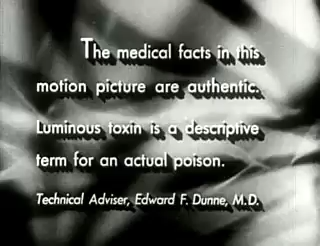 The medical facts in this
motion picture are authentic.
Luminous toxin is a descriptive
term for an actual poison.
Technical Adviser, Edward F. Dunne, M.D.